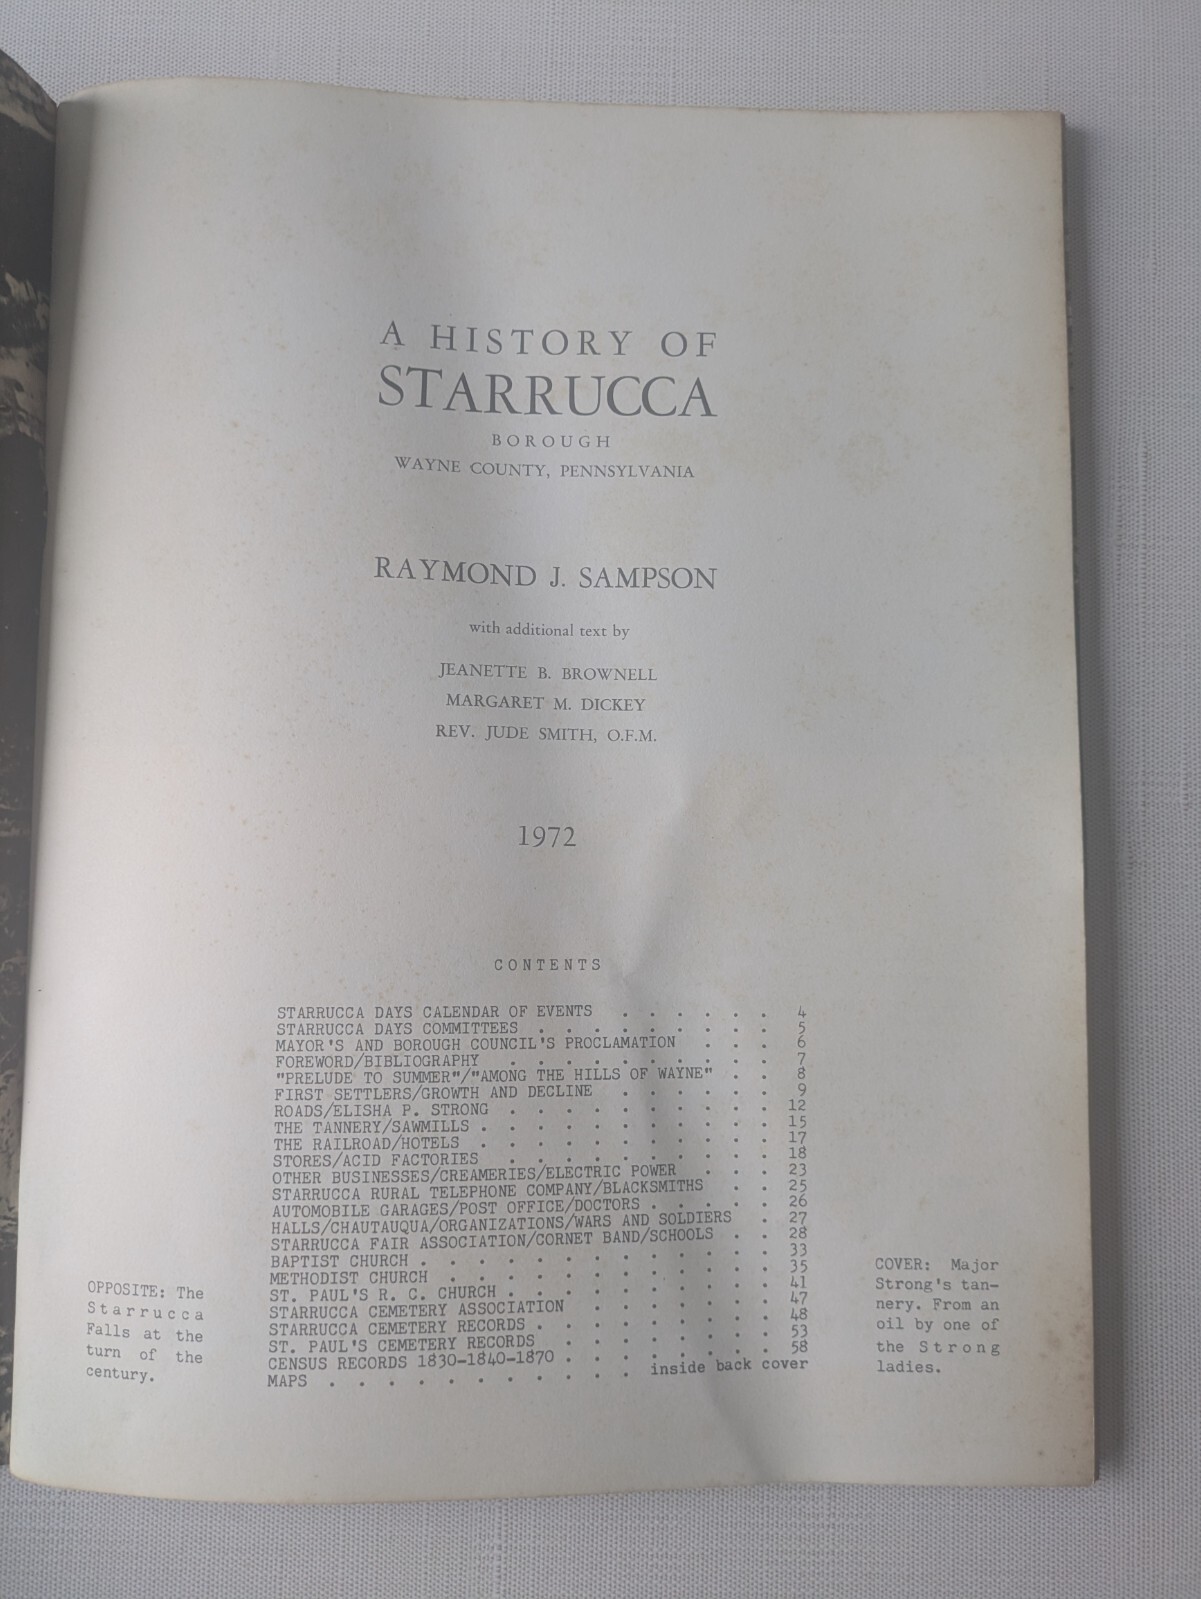 A HISTORY OF
STARRUCCA
BOROUGH
WAYNE COUNTY, PENNSYLVANIA
RAYMOND J. SAMPSON
with additional text by
JEANETTE B. BROWNELL
MARGARET M. DICKEY
REV. JUDE SMITH, O.F.M.
1972
CONTENTS
STARRUCCA DAYS CALENDAR OF EVENTS . . . . . . 4
STARRUCCA DAYS COMMITTEES . . . . . . . . . 5
MAYOR'S AND BOROUGH COUNCIL'S PROCLAMATION . . . 6
FOREWORD/BIBLIOGRAPHY . . . . . . . . . . 7
"PRELUDE TO SUMMER"/"AMONG THE HILLS OF WAYNE" . . 8
FIRST SETTLERS/GROWTH AND DECLINE . . . . . . 9
ROADS/ELISHA P. STRONG . . . . . . . . . . 12
THE TANNERY/SAWMILLS . . . . . . . . . . . 15
THE RAILROAD/HOTELS . . . . . . . . . . . 17
STORES/ACID FACTORIES . . . . . . . . . . 18
OTHER BUSINESSES/CREAMERIES/ELECTRIC POWER . . . 23
STARRUCCA RURAL TELEPHONE COMPANY/BLACKSMITHS . . 25
AUTOMOBILE GARAGES/POST OFFICE/DOCTORS . . . . . 26
HALLS/CHAUTAUQUA/ORGANIZATIONS/WARS AND SOLDIERS . 27
STARRUCCA FAIR ASSOCIATION/CORNET BAND/SCHOOLS . . 28
BAPTIST CHURCH . . . . . . . . . . . . . 33
METHODIST CHURCH . . . . . . . . . . . . 35
ST. PAUL'S R. C. CHURCH . . . . . . . . . . 41
STARRUCCA CEMETERY ASSOCIATION . . . . . . . 47
STARRUCCA CEMETERY RECORDS . . . . . . . . . 48
ST. PAUL'S CEMETERY RECORDS . . . . . . . . 53
CENSUS RECORDS 1830-1840-1870 . . . . . . . . 58
MAPS . . . . . . . . . . . inside back cover
OPPOSITE: The
Starrucca
Falls at the
turn of the
century.
COVER: Major
Strong's tan-
nery. From an
oil by one of
the Strong
ladies.